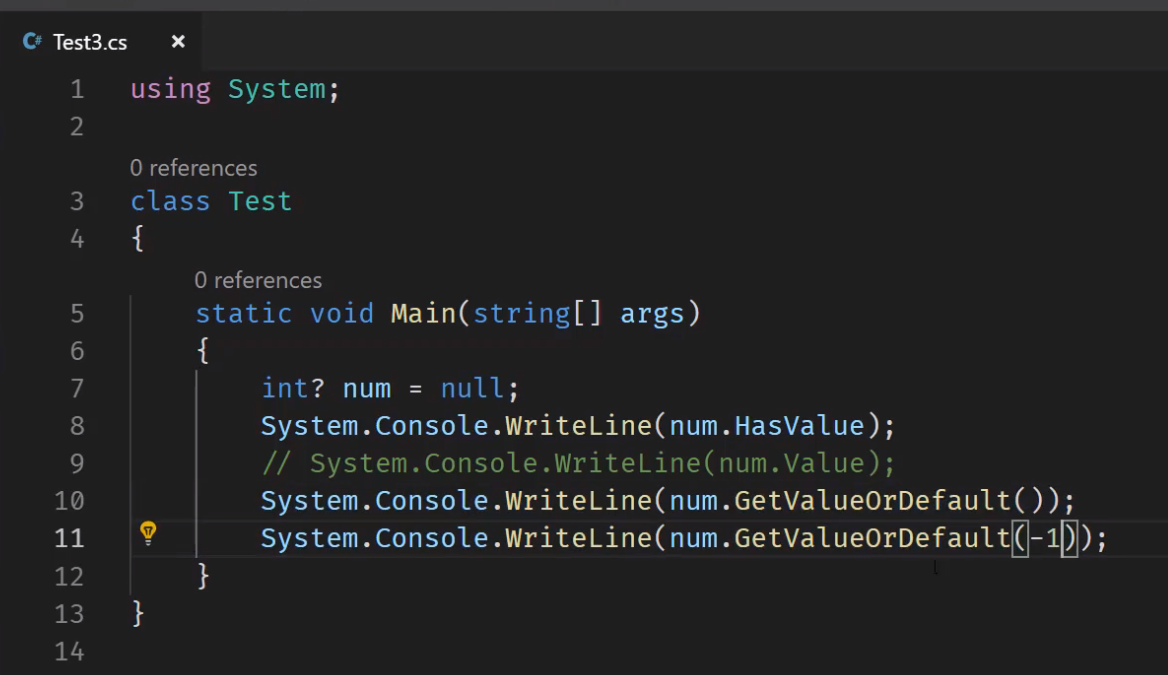 C# Test3.cs ×
1 using System;
2
0 references
3 class Test
4 {
0 references
5 static void Main(string[] args)
6 {
7 int? num = null;
8 System.Console.WriteLine(num.HasValue);
9 // System.Console.WriteLine(num.Value);
10 System.Console.WriteLine(num.GetValueOrDefault());
11 System.Console.WriteLine(num.GetValueOrDefault(-1));
12 }
13 }
14